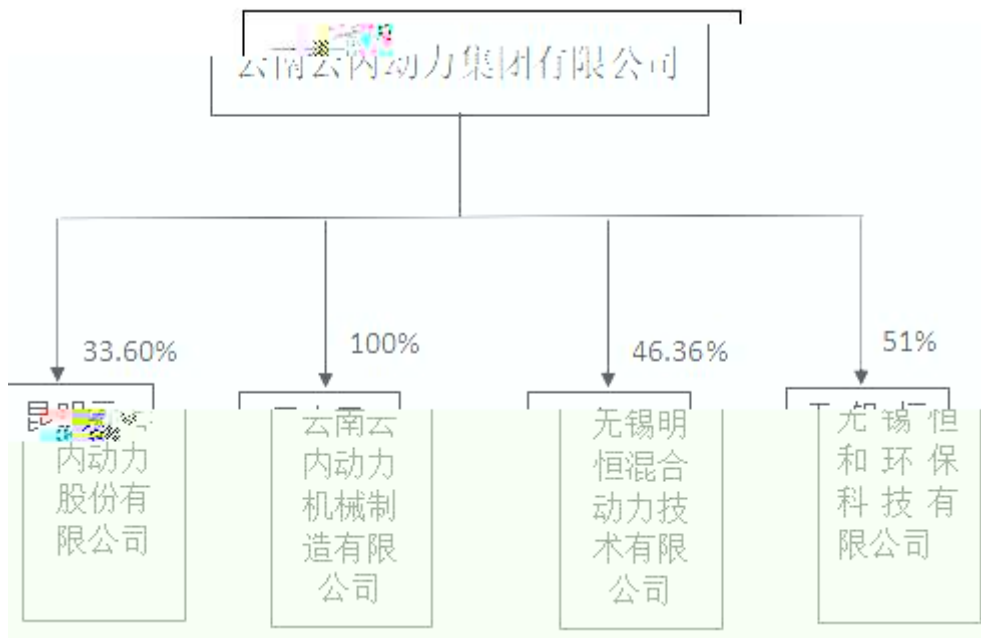 云南云内动力集团有限公司
33.60%
100%
46.36%
51%
昆明云
内动力
股份有
限公司
云南云
内动力
机械制
造有限
公司
无锡明
恒混合
动力技
术有限
公司
无锡恒
和环保
科技有
限公司